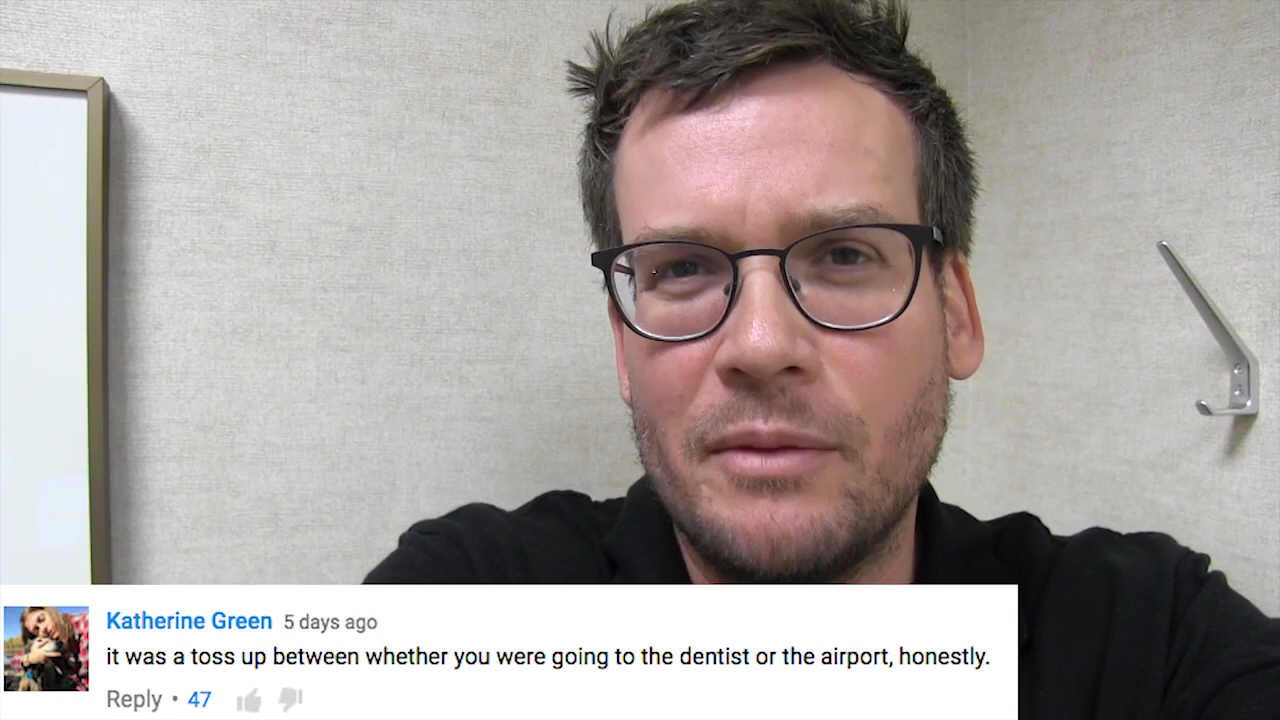 Katherine Green 5 days ago
it was a toss up between whether you were going to the dentist or the airport, honestly.
Reply • 47